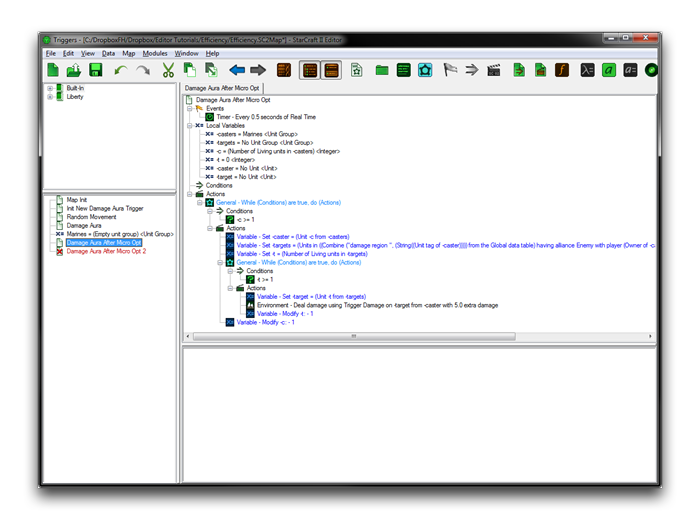 Triggers - [C:/DropboxFH/Dropbox/Editor Tutorials/Efficiency/Efficiency.SC2Map*] - StarCraft II Editor
File Edit View Data Map Modules Window Help
Built-In
Liberty
Map Init
Init New Damage Aura Trigger
Random Movement
Damage Aura
Marines = (Empty unit group) <Unit Group>
Damage Aura After Micro Opt
Damage Aura After Micro Opt 2
Damage Aura After Micro Opt
Damage Aura After Micro Opt
Events
Timer - Every 0.5 seconds of Real Time
Local Variables
-casters = Marines <Unit Group>
-targets = No Unit Group <Unit Group>
-c = (Number of Living units in -casters) <Integer>
-t = 0 <Integer>
-caster = No Unit <Unit>
-target = No Unit <Unit>
Conditions
Actions
General - While (Conditions) are true, do (Actions)
Conditions
-c >= 1
Actions
Variable - Set -caster = (Unit -c from -casters)
Variable - Set -targets = (Units in ((Combine ("damage region ", (String((Unit tag of -caster)))) from the Global data table) having alliance Enemy with player (Owner of -ca
Variable - Set -t = (Number of Living units in -targets)
General - While (Conditions) are true, do (Actions)
Conditions
-t >= 1
Actions
Variable - Set -target = (Unit -t from -targets)
Environment - Deal damage using Trigger Damage on -target from -caster with 5.0 extra damage
Variable - Modify -t: - 1
Variable - Modify -c: - 1